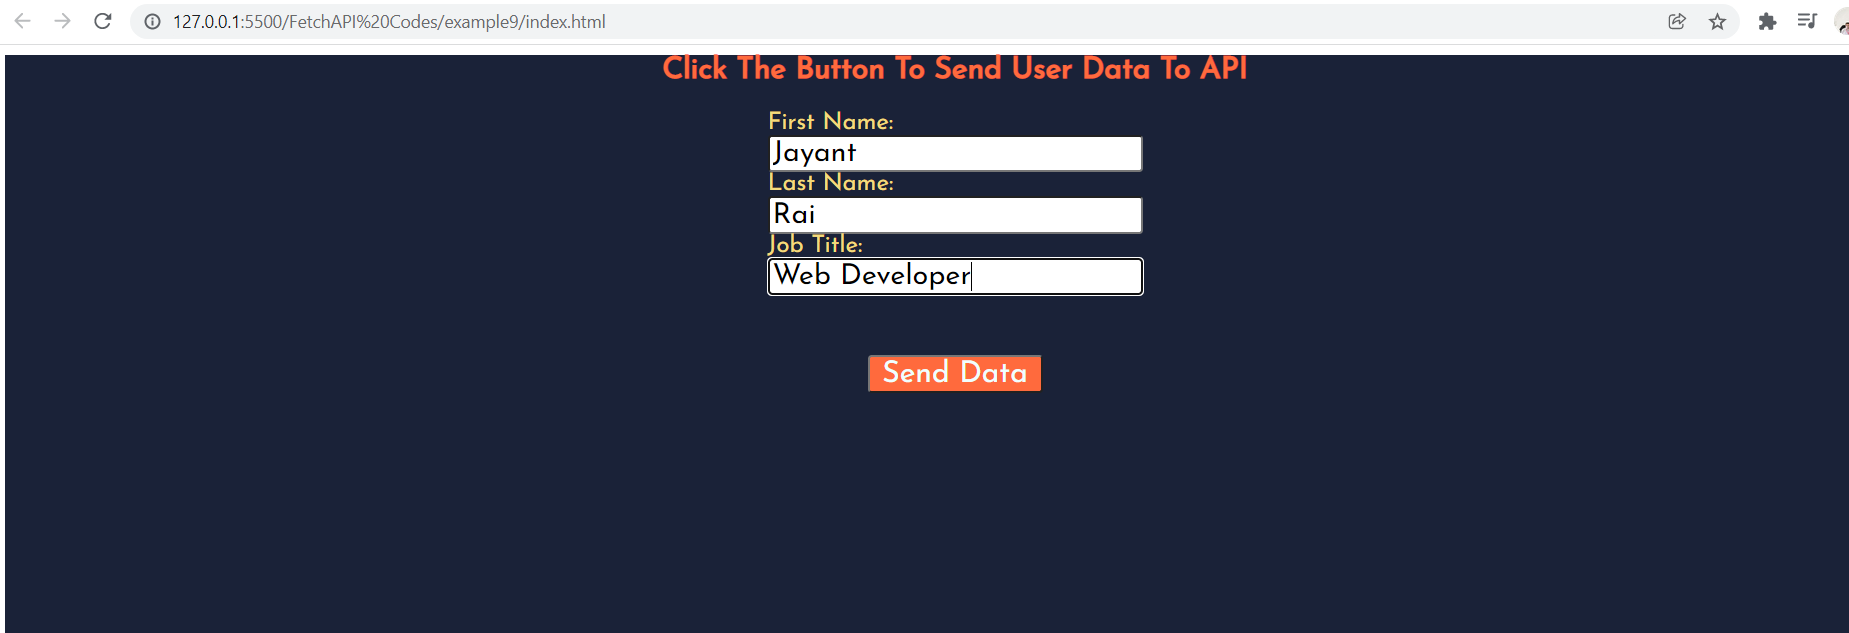 127.0.0.1:5500/FetchAPI%20Codes/example9/index.html
Click The Button To Send User Data To API
First Name:
Jayant
Last Name:
Rai
Job Title:
Web Developer
Send Data